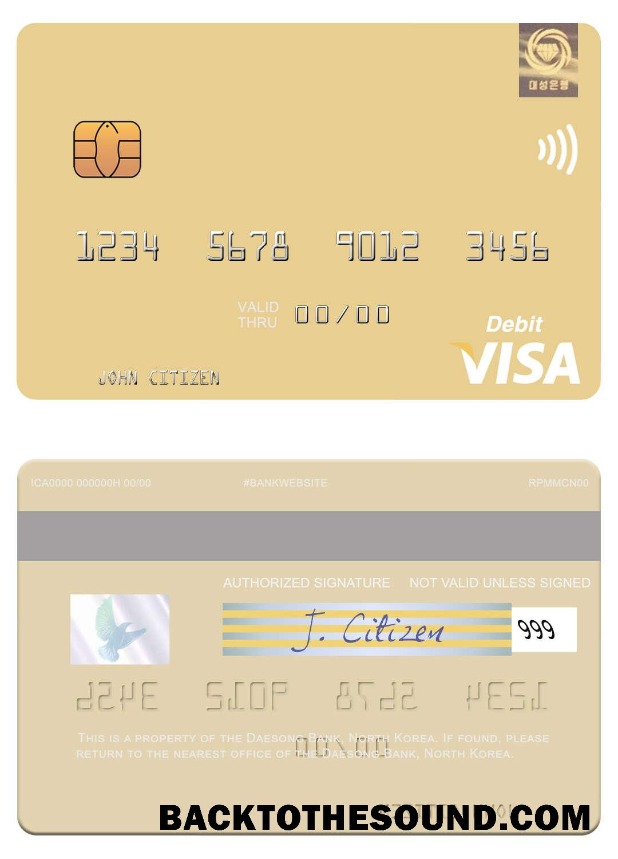 대성은행
1234 5678 9012 3456
VALID
THRU 00/00
Debit
VISA
JOHN CITIZEN
ICA0000 000000H 00/00 #BANKWEBSITE RPMMCN00
AUTHORIZED SIGNATURE NOT VALID UNLESS SIGNED
J. Citizen 999
THIS IS A PROPERTY OF THE DAESONG BANK, NORTH KOREA. IF FOUND, PLEASE
RETURN TO THE NEAREST OFFICE OF THE DAESONG BANK, NORTH KOREA.
BACKTOTHESOUND.COM